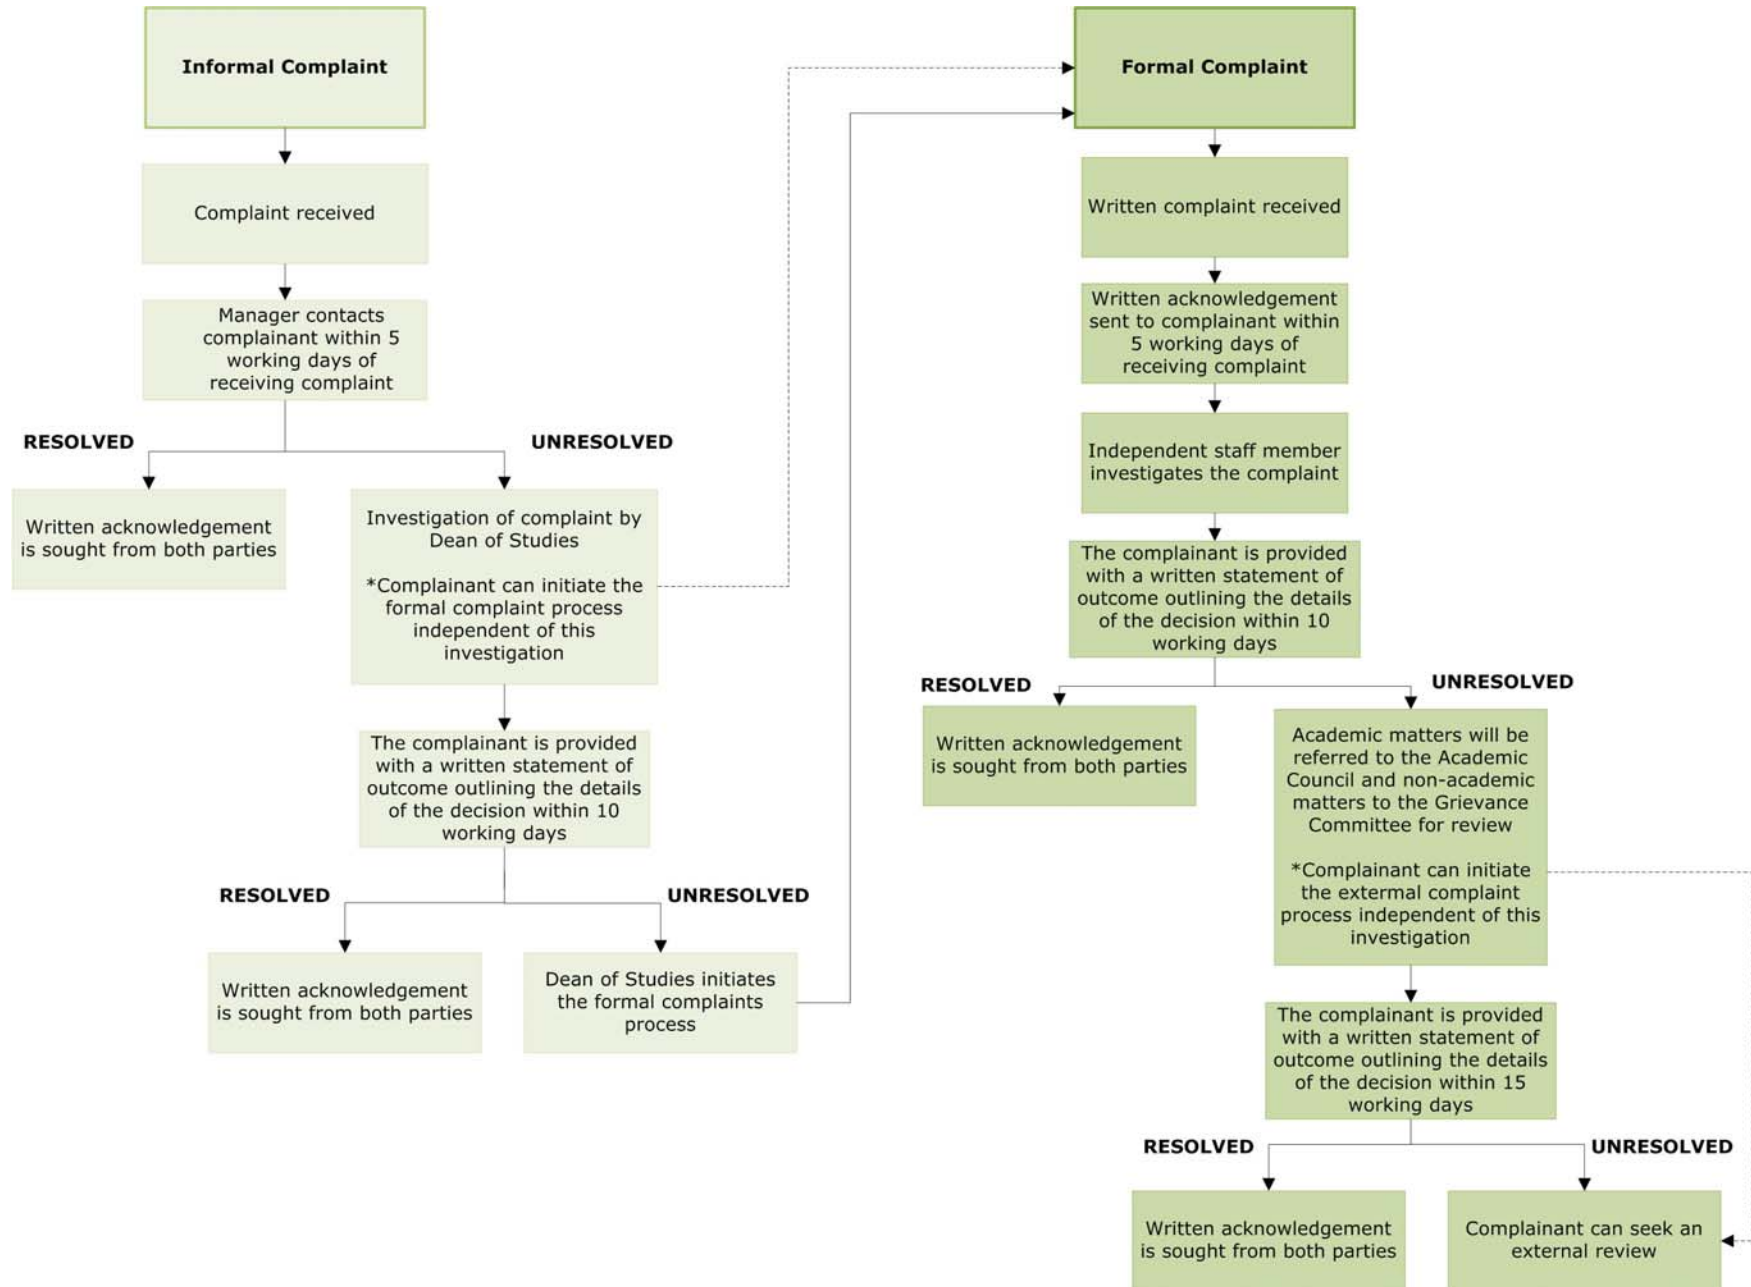 Informal Complaint
Complaint received
Manager contacts
complainant within 5
working days of
receiving complaint
RESOLVED
UNRESOLVED
Written acknowledgement
is sought from both parties
Investigation of complaint by
Dean of Studies
*Complainant can initiate the
formal complaint process
independent of this
investigation
The complainant is provided
with a written statement of
outcome outlining the details
of the decision within 10
working days
RESOLVED
UNRESOLVED
Written acknowledgement
is sought from both parties
Dean of Studies initiates
the formal complaints
process
Formal Complaint
Written complaint received
Written acknowledgement
sent to complainant within
5 working days of
receiving complaint
Independent staff member
investigates the complaint
The complainant is provided
with a written statement of
outcome outlining the details
of the decision within 10
working days
RESOLVED
UNRESOLVED
Written acknowledgement
is sought from both parties
Academic matters will be
referred to the Academic
Council and non-academic
matters to the Grievance
Committee for review
*Complainant can initiate
the extermal complaint
process independent of this
investigation
The complainant is provided
with a written statement of
outcome outlining the details
of the decision within 15
working days
RESOLVED
UNRESOLVED
Written acknowledgement
is sought from both parties
Complainant can seek an
external review